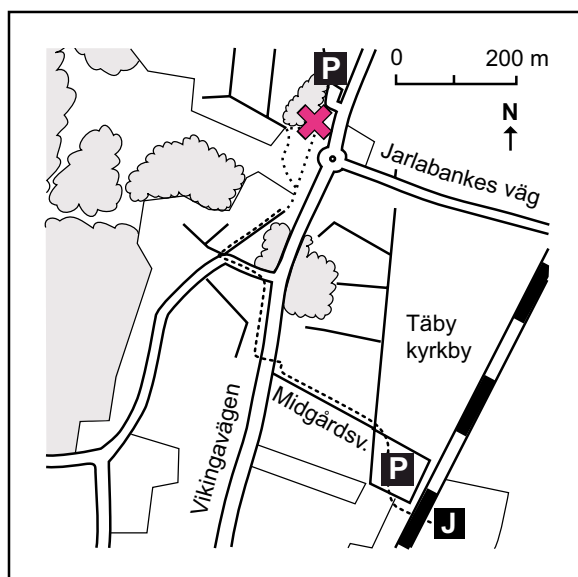 P
0 200 m
N
Jarlabankes väg
Täby
kyrkby
Vikingavägen
Midgårdsv.
P
J